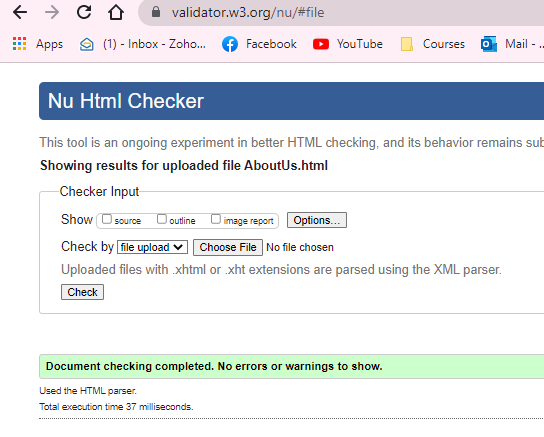 validator.w3.org/nu/#file
Apps (1) - Inbox - Zoho... Facebook YouTube Courses Mail - ...
Nu Html Checker
This tool is an ongoing experiment in better HTML checking, and its behavior remains sub
Showing results for uploaded file AboutUs.html
Checker Input
Show source outline image report Options...
Check by file upload Choose File No file chosen
Uploaded files with .xhtml or .xht extensions are parsed using the XML parser.
Check
Document checking completed. No errors or warnings to show.
Used the HTML parser.
Total execution time 37 milliseconds.